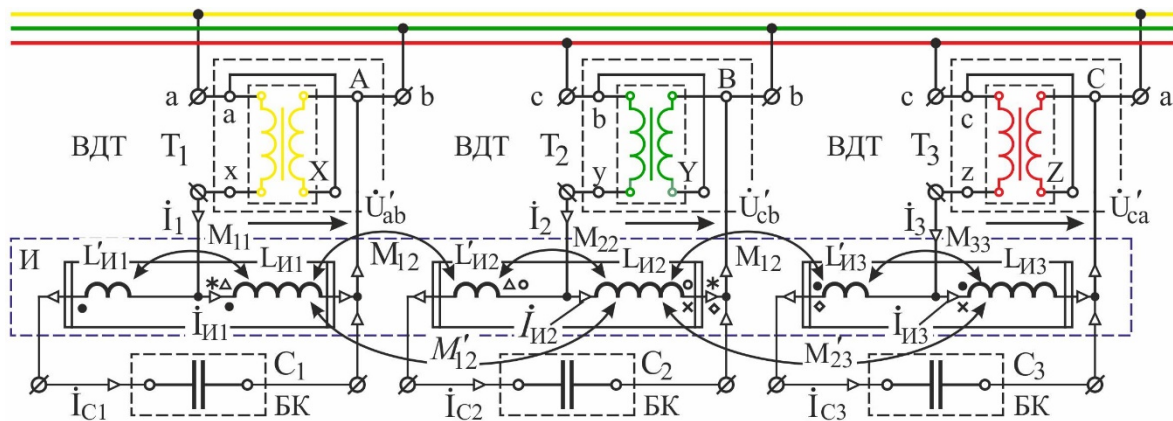 a a A b c b B b c c C a
ВДТ T1 x X U̇′ab ВДТ T2 y Y U̇′cb ВДТ T3 z Z U̇′ca
İ1 İ2 İ3
И L′И1 M11 LИ1 M12 L′И2 M22 LИ2 M12 L′И3 M33 LИ3
İИ1 M′12 İИ2 M′23 İИ3
C1 C2 C3
İC1 БК İC2 БК İC3 БК